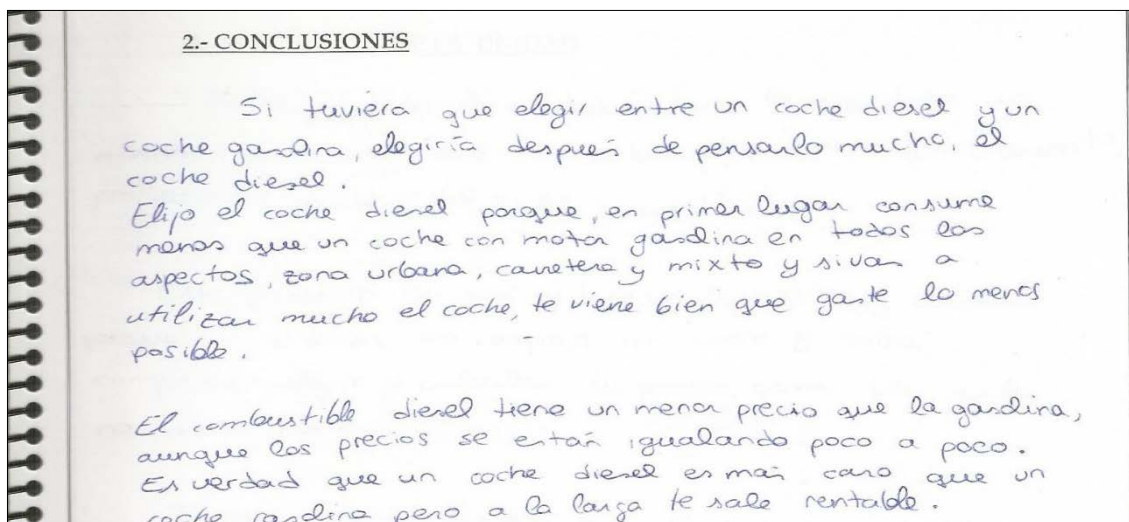 2.- CONCLUSIONES
Si tuviera que elegir entre un coche diesel y un
coche gasolina, elegiría después de pensarlo mucho, el
coche diesel.
Elijo el coche diesel porque, en primer lugar consume
menos que un coche con motor gasolina en todos los
aspectos, zona urbana, carretera y mixto y si vas a
utilizar mucho el coche, te viene bien que gaste lo menos
posible.
El combustible diesel tiene un menor precio que la gasolina,
aunque los precios se están igualando poco a poco.
Es verdad que un coche diesel es más caro que un
coche gasolina pero a la larga te sale rentable.